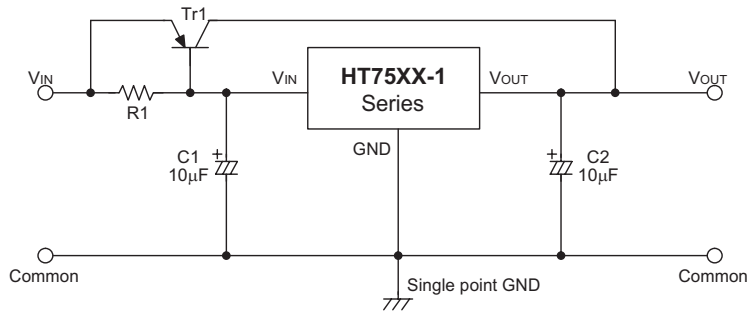 Tr1
VIN
R1
VIN
HT75XX-1
Series
VOUT
VOUT
GND
C1
10μF
C2
10μF
Common
Single point GND
Common
+
+